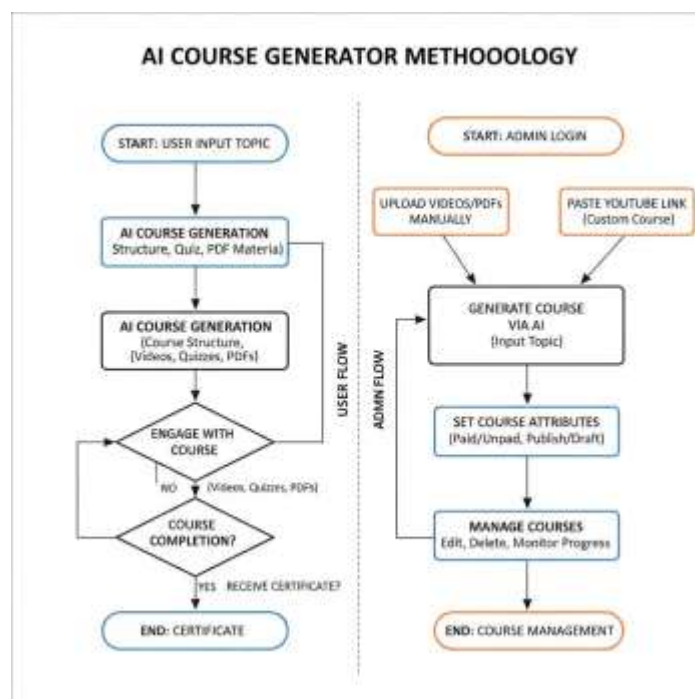 AI COURSE GENERATOR METHOOOLOGY
START: USER INPUT TOPIC
AI COURSE GENERATION
Structure, Quiz, PDF Materia)
AI COURSE GENERATION
(Course Structure,
(Videos, Quizzes, PDFs)
ENGAGE WITH
COURSE
NO
(Videos, Quizzes, PDFs)
COURSE
COMPLETION?
YES RECEIVE CERTIFICATE?
END: CERTIFICATE
USER FLOW
START: ADMIN LOGIN
UPLOAD VIDEOS/PDFs
MANUALLY
PASTE YOUTUBE LINK
(Custom Course)
GENERATE COURSE
VIA AI
(Input Topic)
ADMN FLOW
SET COURSE ATTRIBUTES
(Paid/Unpad, Publish/Draft)
MANAGE COURSES
Edit, Delete, Monitor Progress
END: COURSE MANAGEMENT